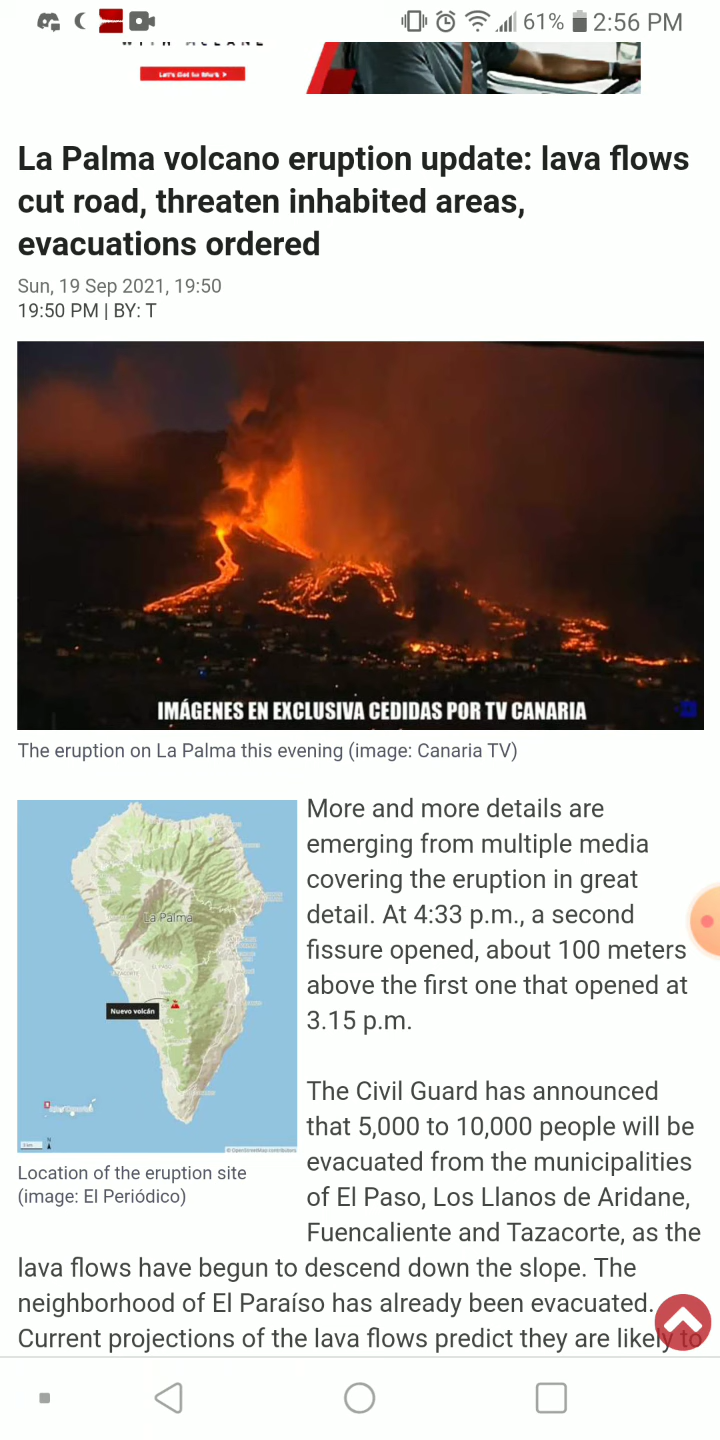 61% 2:56 PM
Let's Get to Work >
La Palma volcano eruption update: lava flows
cut road, threaten inhabited areas,
evacuations ordered
Sun, 19 Sep 2021, 19:50
19:50 PM | BY: T
IMÁGENES EN EXCLUSIVA CEDIDAS POR TV CANARIA
The eruption on La Palma this evening (image: Canaria TV)
La Palma
Nuevo volcán
© OpenStreetMap contributors
Location of the eruption site
(image: El Periódico)
More and more details are
emerging from multiple media
covering the eruption in great
detail. At 4:33 p.m., a second
fissure opened, about 100 meters
above the first one that opened at
3.15 p.m.
The Civil Guard has announced
that 5,000 to 10,000 people will be
evacuated from the municipalities
of El Paso, Los Llanos de Aridane,
Fuencaliente and Tazacorte, as the
lava flows have begun to descend down the slope. The
neighborhood of El Paraíso has already been evacuated.
Current projections of the lava flows predict they are likely to